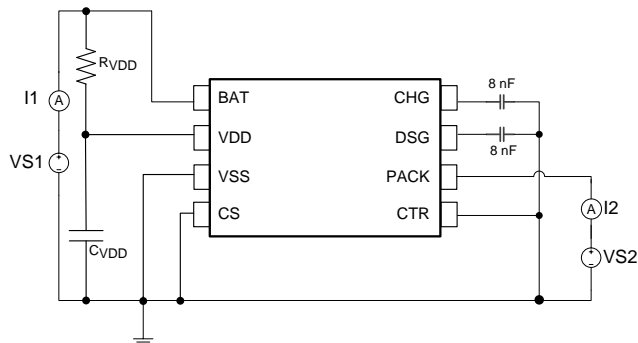 RVDD
I1
A
VS1
CVDD
BAT
VDD
VSS
CS
CHG
DSG
PACK
CTR
8 nF
8 nF
A
I2
VS2